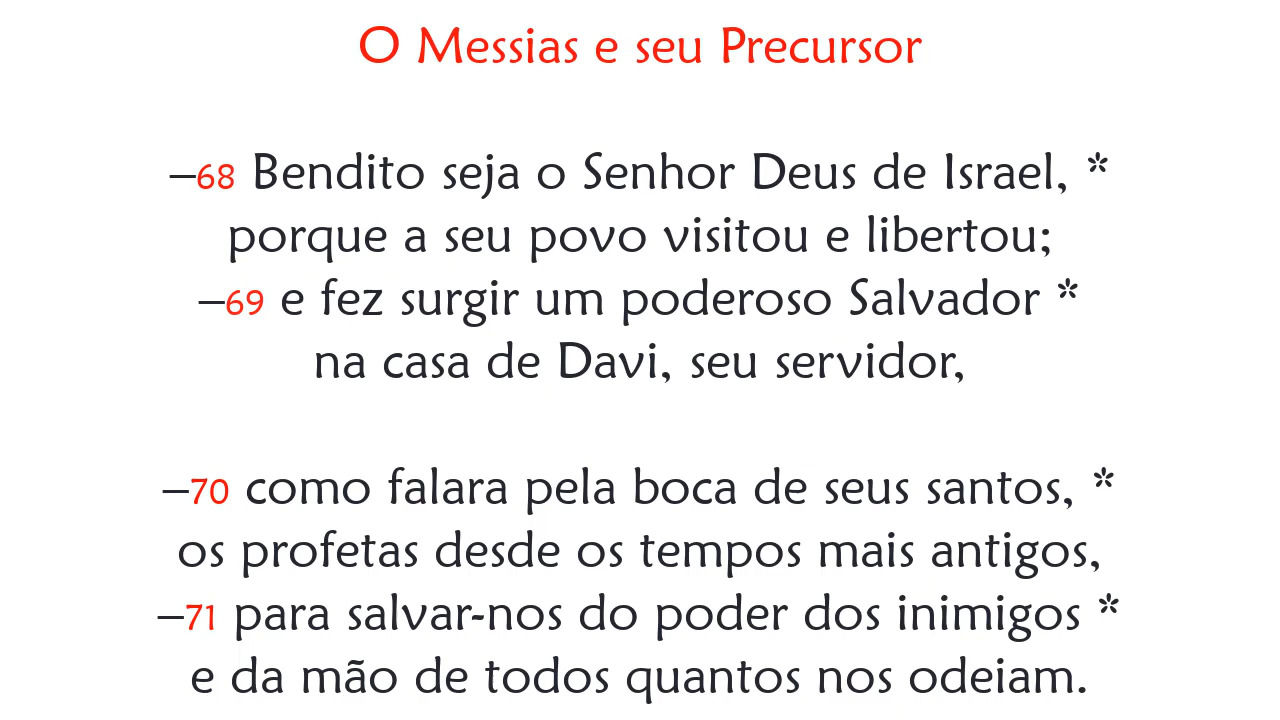 O Messias e seu Precursor
–68 Bendito seja o Senhor Deus de Israel, *
porque a seu povo visitou e libertou;
–69 e fez surgir um poderoso Salvador *
na casa de Davi, seu servidor,
–70 como falara pela boca de seus santos, *
os profetas desde os tempos mais antigos,
–71 para salvar-nos do poder dos inimigos *
e da mão de todos quantos nos odeiam.